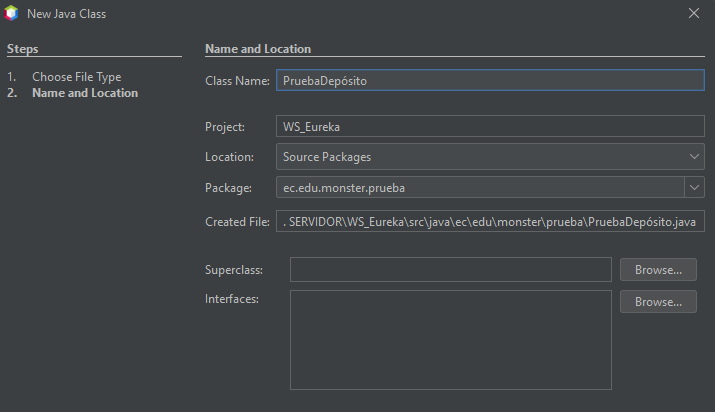 New Java Class
Steps
1. Choose File Type
2. Name and Location
Name and Location
Class Name: PruebaDepósito
Project: WS_Eureka
Location: Source Packages
Package: ec.edu.monster.prueba
Created File: . SERVIDOR\WS_Eureka\src\java\ec\edu\monster\prueba\PruebaDepósito.java
Superclass: Browse...
Interfaces: Browse...